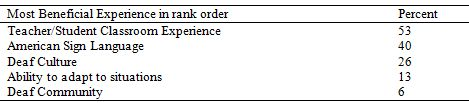 Most Beneficial Experience in rank order Percent
Teacher/Student Classroom Experience 53
American Sign Language 40
Deaf Culture 26
Ability to adapt to situations 13
Deaf Community 6